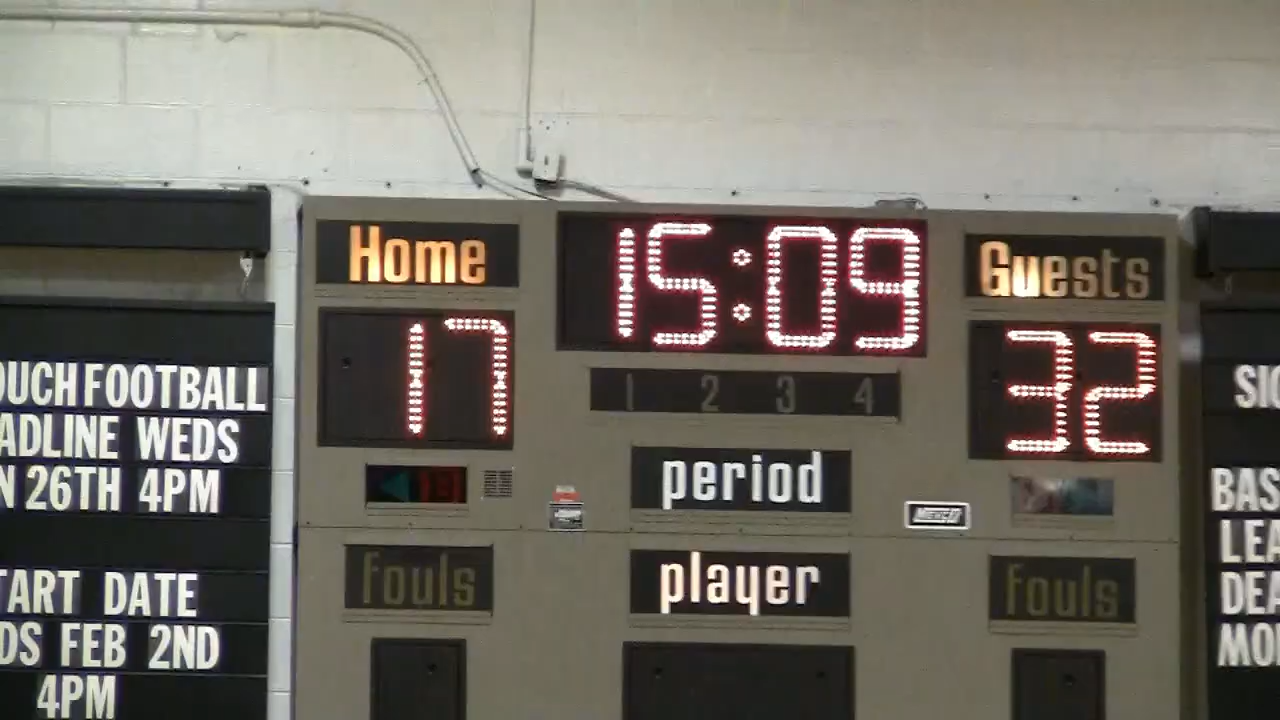 Home
15:09
Guests
17
32
1 2 3 4
period
fouls
player
fouls
OUCH FOOTBALL
ADLINE WEDS
N 26TH 4PM
TART DATE
DS FEB 2ND
4PM
SIG
BAS
LEA
DEA
MO